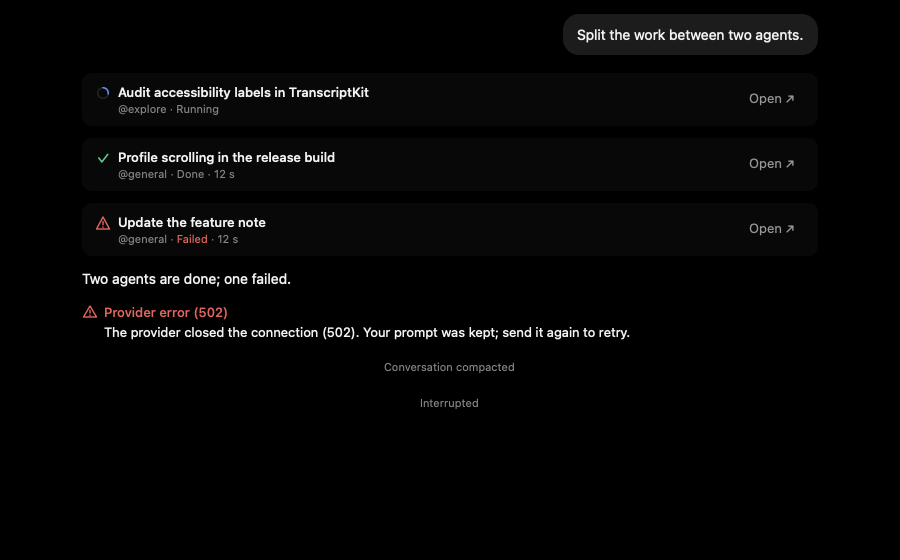 Split the work between two agents.
Audit accessibility labels in TranscriptKit
@explore · Running
Open ↗
Profile scrolling in the release build
@general · Done · 12 s
Open ↗
Update the feature note
@general · Failed · 12 s
Open ↗
Two agents are done; one failed.
Provider error (502)
The provider closed the connection (502). Your prompt was kept; send it again to retry.
Conversation compacted
Interrupted